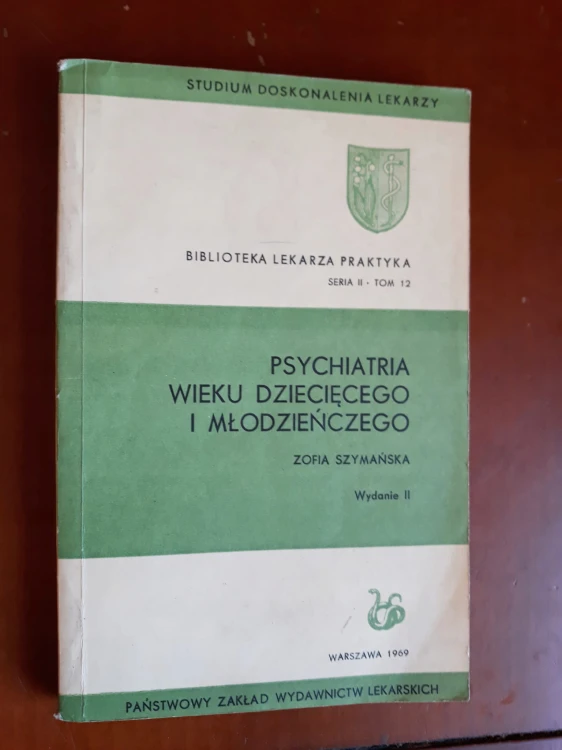 STUDIUM DOSKONALENIA LEKARZY
BIBLIOTEKA LEKARZA PRAKTYKA
SERIA II · TOM 12
PSYCHIATRIA
WIEKU DZIECIĘCEGO
I MŁODZIEŃCZEGO
ZOFIA SZYMAŃSKA
Wydanie II
WARSZAWA 1969
PAŃSTWOWY ZAKŁAD WYDAWNICTW LEKARSKICH